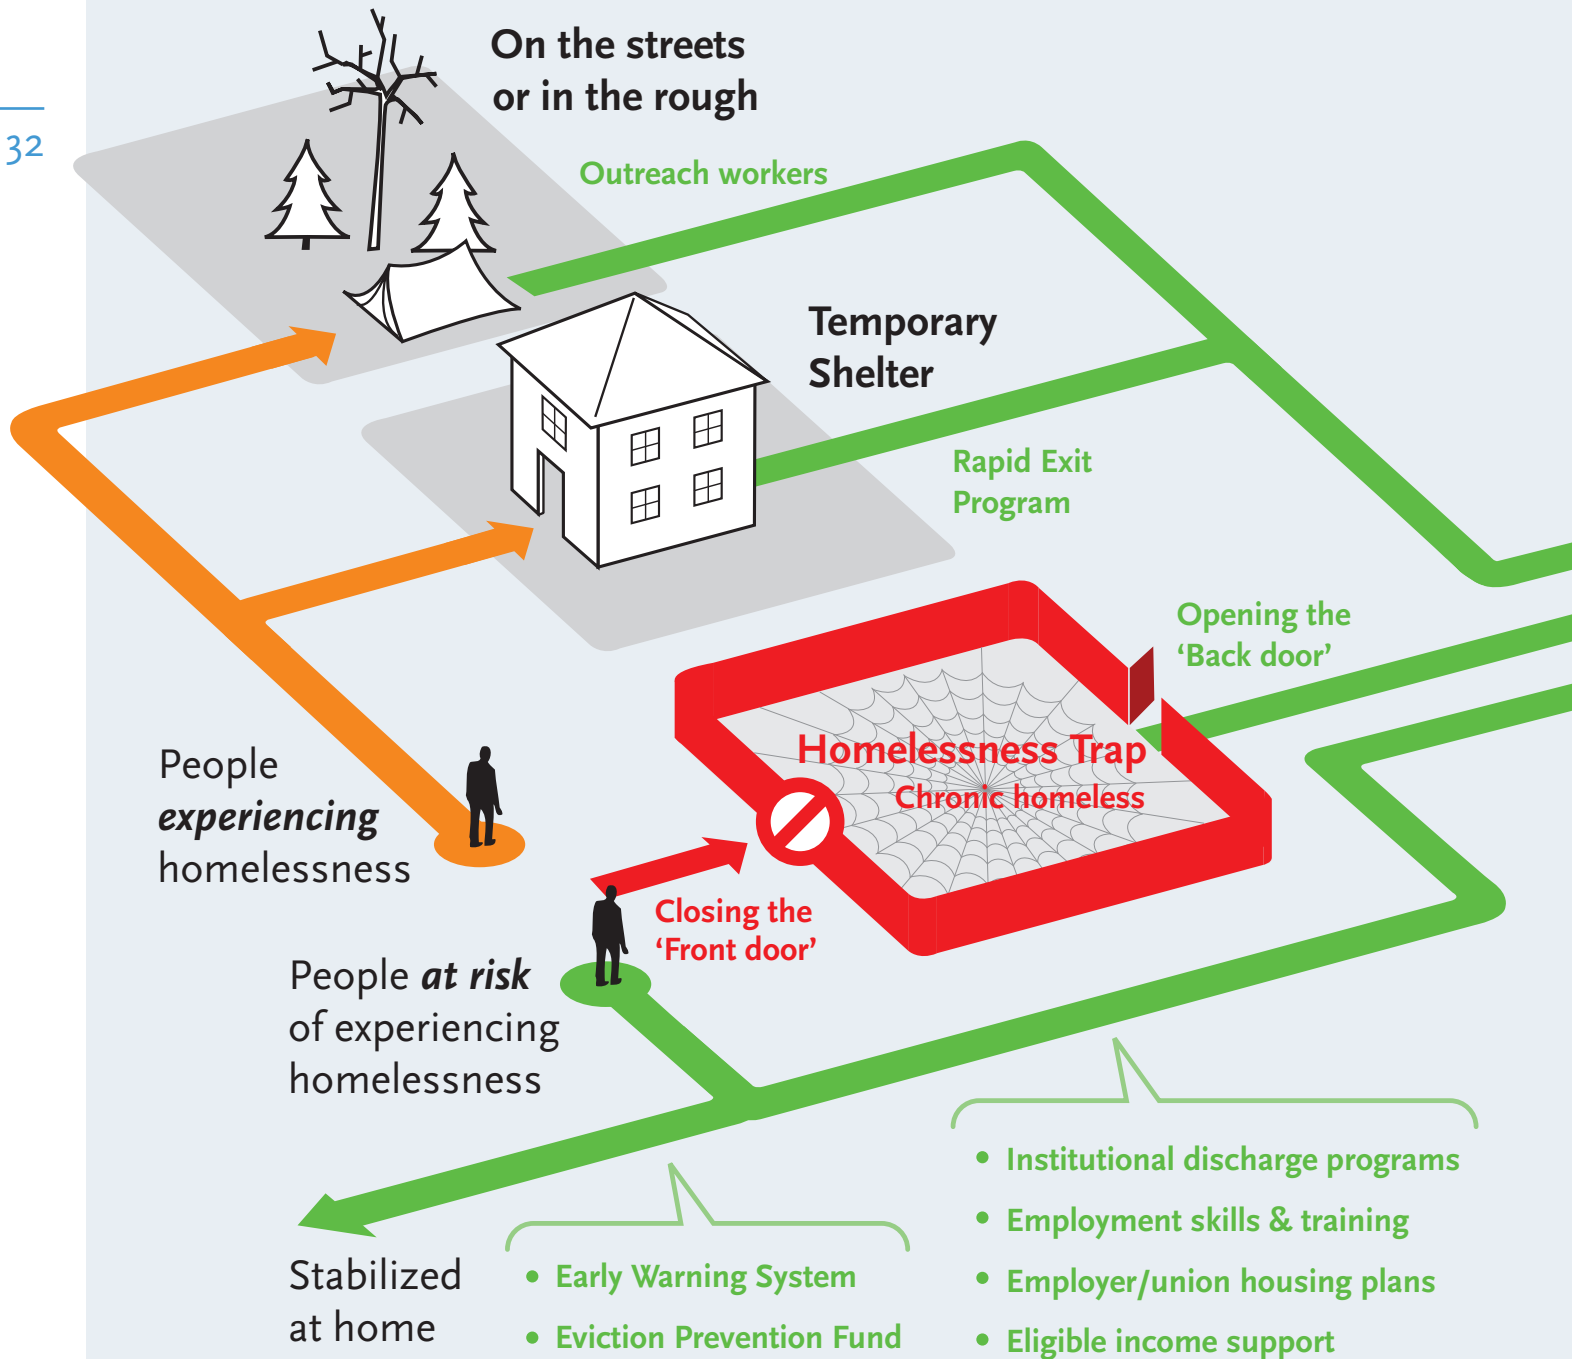 32
On the streets
or in the rough
Outreach workers
Temporary
Shelter
Rapid Exit
Program
Opening the
‘Back door’
Homelessness Trap
Chronic homeless
People
experiencing
homelessness
Closing the
‘Front door’
People at risk
of experiencing
homelessness
• Institutional discharge programs
• Employment skills & training
• Employer/union housing plans
• Eligible income support
Stabilized
at home
• Early Warning System
• Eviction Prevention Fund